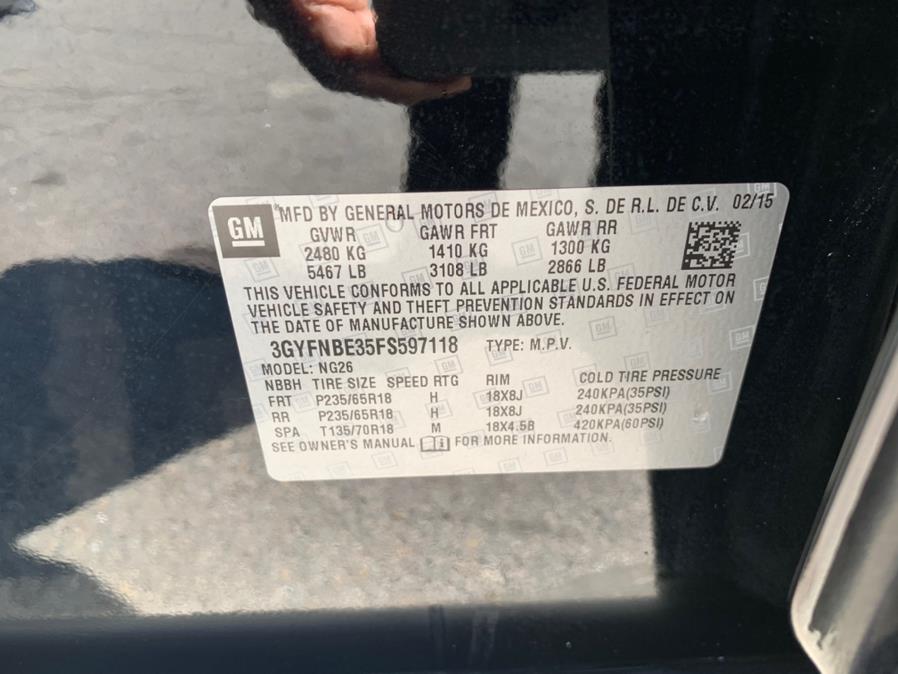 GM MFD BY GENERAL MOTORS DE MEXICO, S. DE R.L. DE C.V. 02/15
GVWR GAWR FRT GAWR RR
2480 KG 1410 KG 1300 KG
5467 LB 3108 LB 2866 LB
THIS VEHICLE CONFORMS TO ALL APPLICABLE U.S. FEDERAL MOTOR
VEHICLE SAFETY AND THEFT PREVENTION STANDARDS IN EFFECT ON
THE DATE OF MANUFACTURE SHOWN ABOVE.
3GYFNBE35FS597118 TYPE: M.P.V.
MODEL: NG26
NBBH TIRE SIZE SPEED RTG RIM COLD TIRE PRESSURE
FRT P235/65R18 H 18X8J 240KPA(35PSI)
RR P235/65R18 H 18X8J 240KPA(35PSI)
SPA T135/70R18 M 18X4.5B 420KPA(60PSI)
SEE OWNER'S MANUAL FOR MORE INFORMATION.